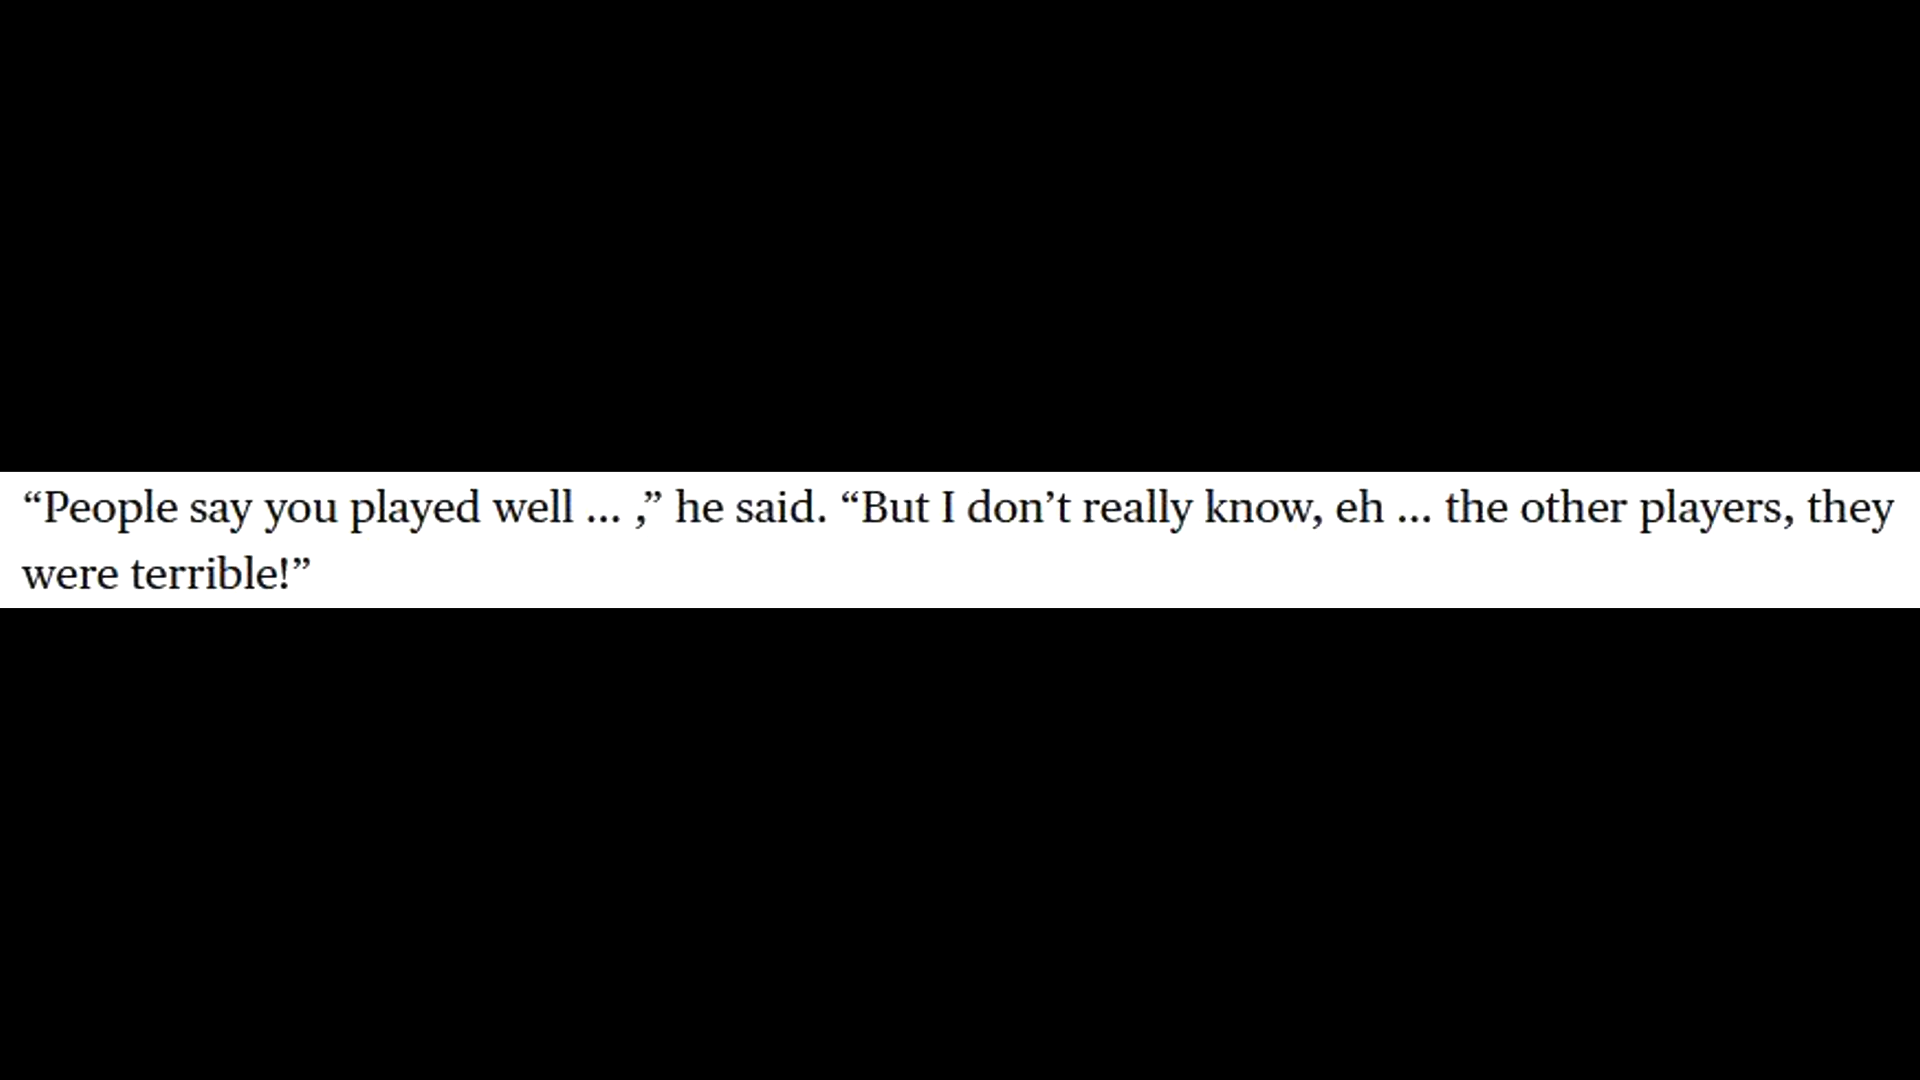 “People say you played well ... ,” he said. “But I don’t really know, eh ... the other players, they
were terrible!”